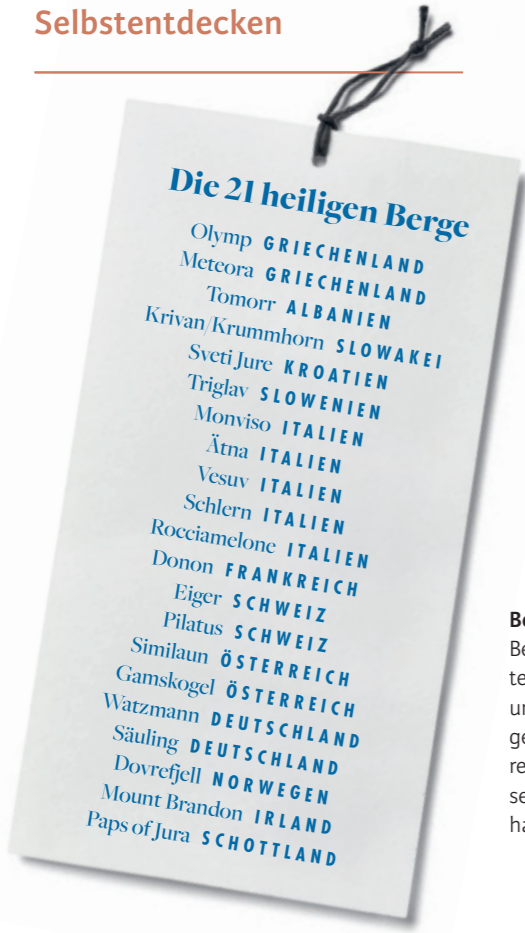 Selbstentdecken
Die 21 heiligen Berge
Olymp GRIECHENLAND
Meteora GRIECHENLAND
Tomorr ALBANIEN
Krivan/Krummhorn SLOWAKEI
Sveti Jure KROATIEN
Triglav SLOWENIEN
Monviso ITALIEN
Ätna ITALIEN
Vesuv ITALIEN
Schlern ITALIEN
Rocciamelone ITALIEN
Donon FRANKREICH
Eiger SCHWEIZ
Pilatus SCHWEIZ
Similaun ÖSTERREICH
Gamskogel ÖSTERREICH
Watzmann DEUTSCHLAND
Säuling DEUTSCHLAND
Dovrefjell NORWEGEN
Mount Brandon IRLAND
Paps of Jura SCHOTTLAND